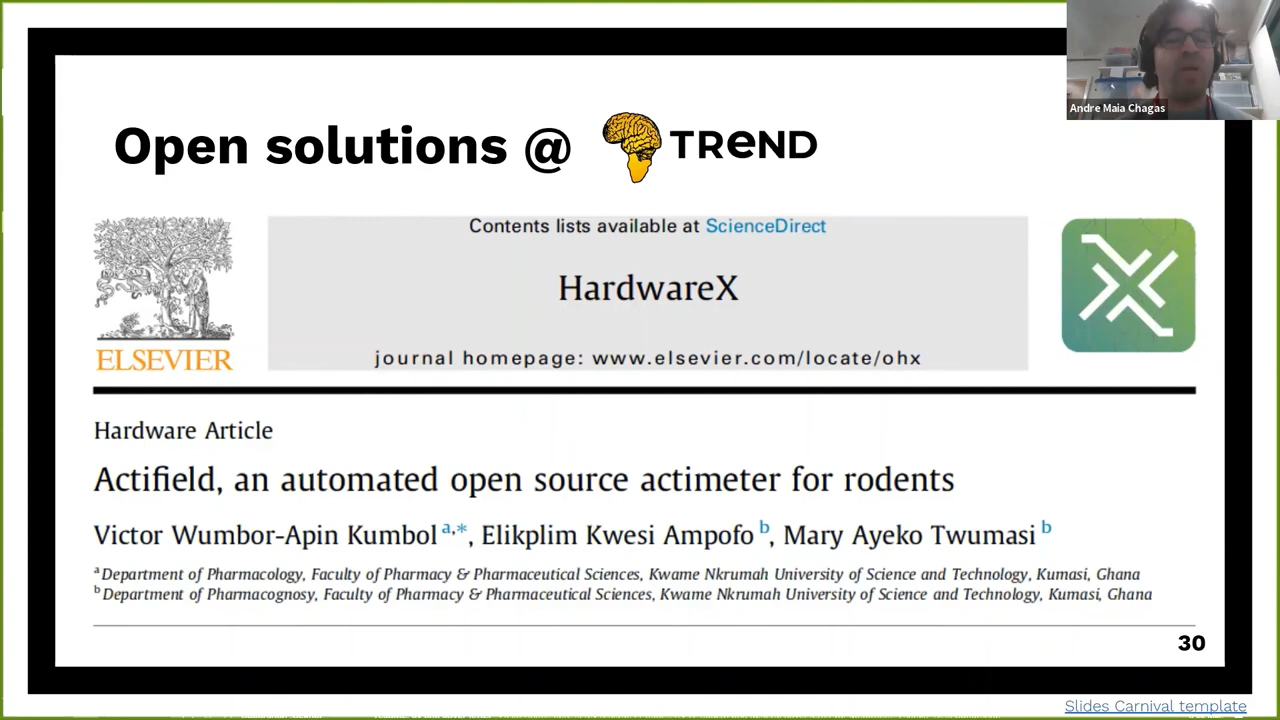 Andre Maia Chagas
Open solutions @ TReND
Contents lists available at ScienceDirect
HardwareX
journal homepage: www.elsevier.com/locate/ohx
ELSEVIER
Hardware Article
Actifield, an automated open source actimeter for rodents
Victor Wumbor-Apin Kumbol a,*, Elikplim Kwesi Ampofo b, Mary Ayeko Twumasi b
a Department of Pharmacology, Faculty of Pharmacy & Pharmaceutical Sciences, Kwame Nkrumah University of Science and Technology, Kumasi, Ghana
b Department of Pharmacognosy, Faculty of Pharmacy & Pharmaceutical Sciences, Kwame Nkrumah University of Science and Technology, Kumasi, Ghana
30
Slides Carnival template